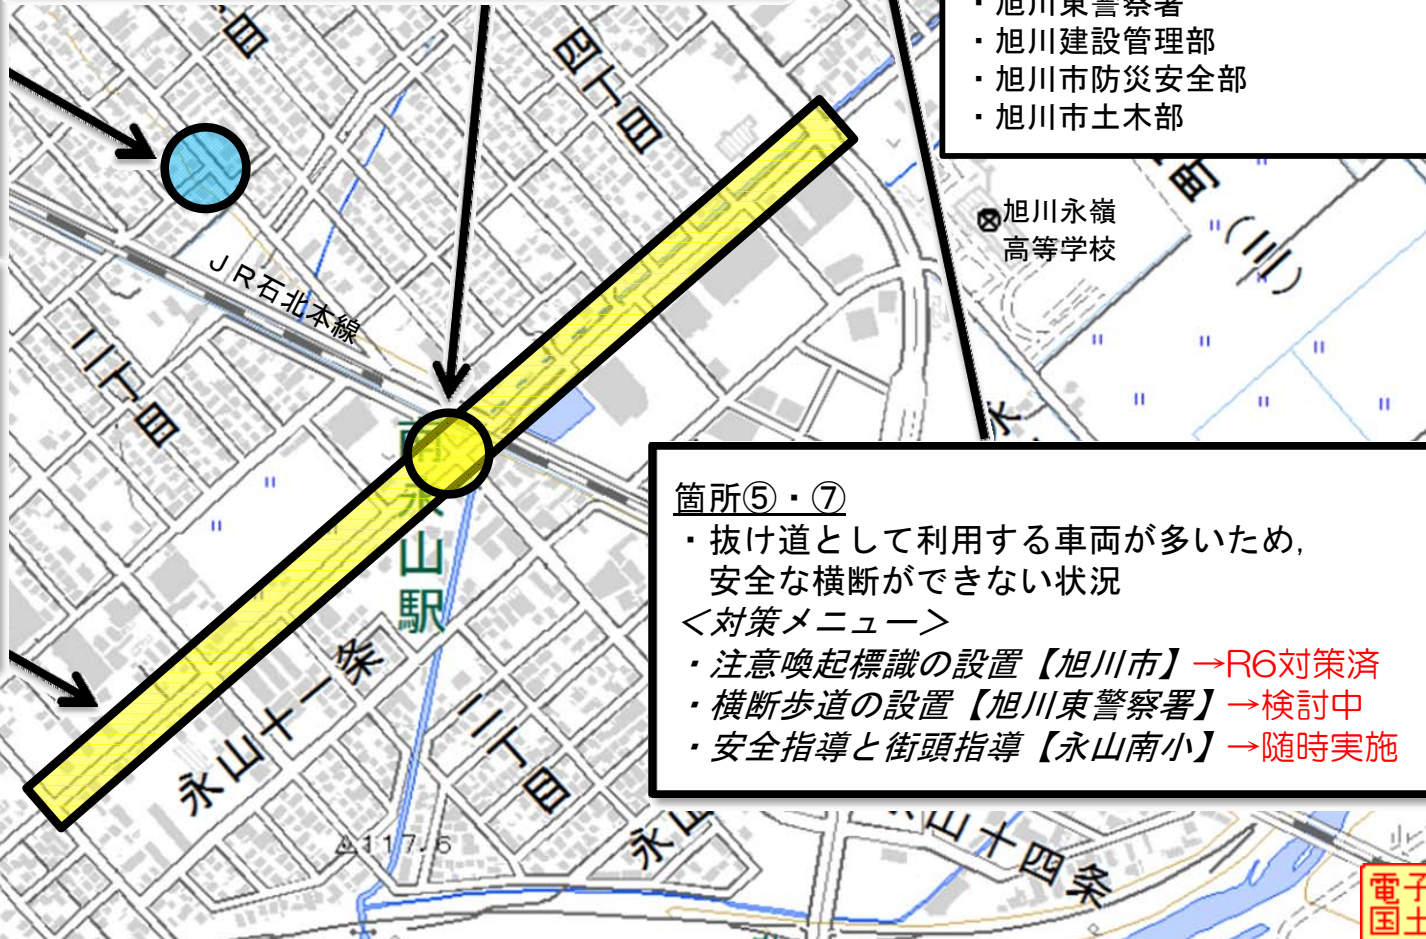 ・旭川東警察署
・旭川建設管理部
・旭川市防災安全部
・旭川市土木部
四丁目
旭川永嶺
高等学校
JR石北本線
二丁目
南永山駅
箇所⑤・⑦
・抜け道として利用する車両が多いため,
安全な横断ができない状況
＜対策メニュー＞
・注意喚起標識の設置【旭川市】→R6対策済
・横断歩道の設置【旭川東警察署】→検討中
・安全指導と街頭指導【永山南小】→随時実施
永山十一条
二丁目
△117.6
永山
山十四条
電子
国土